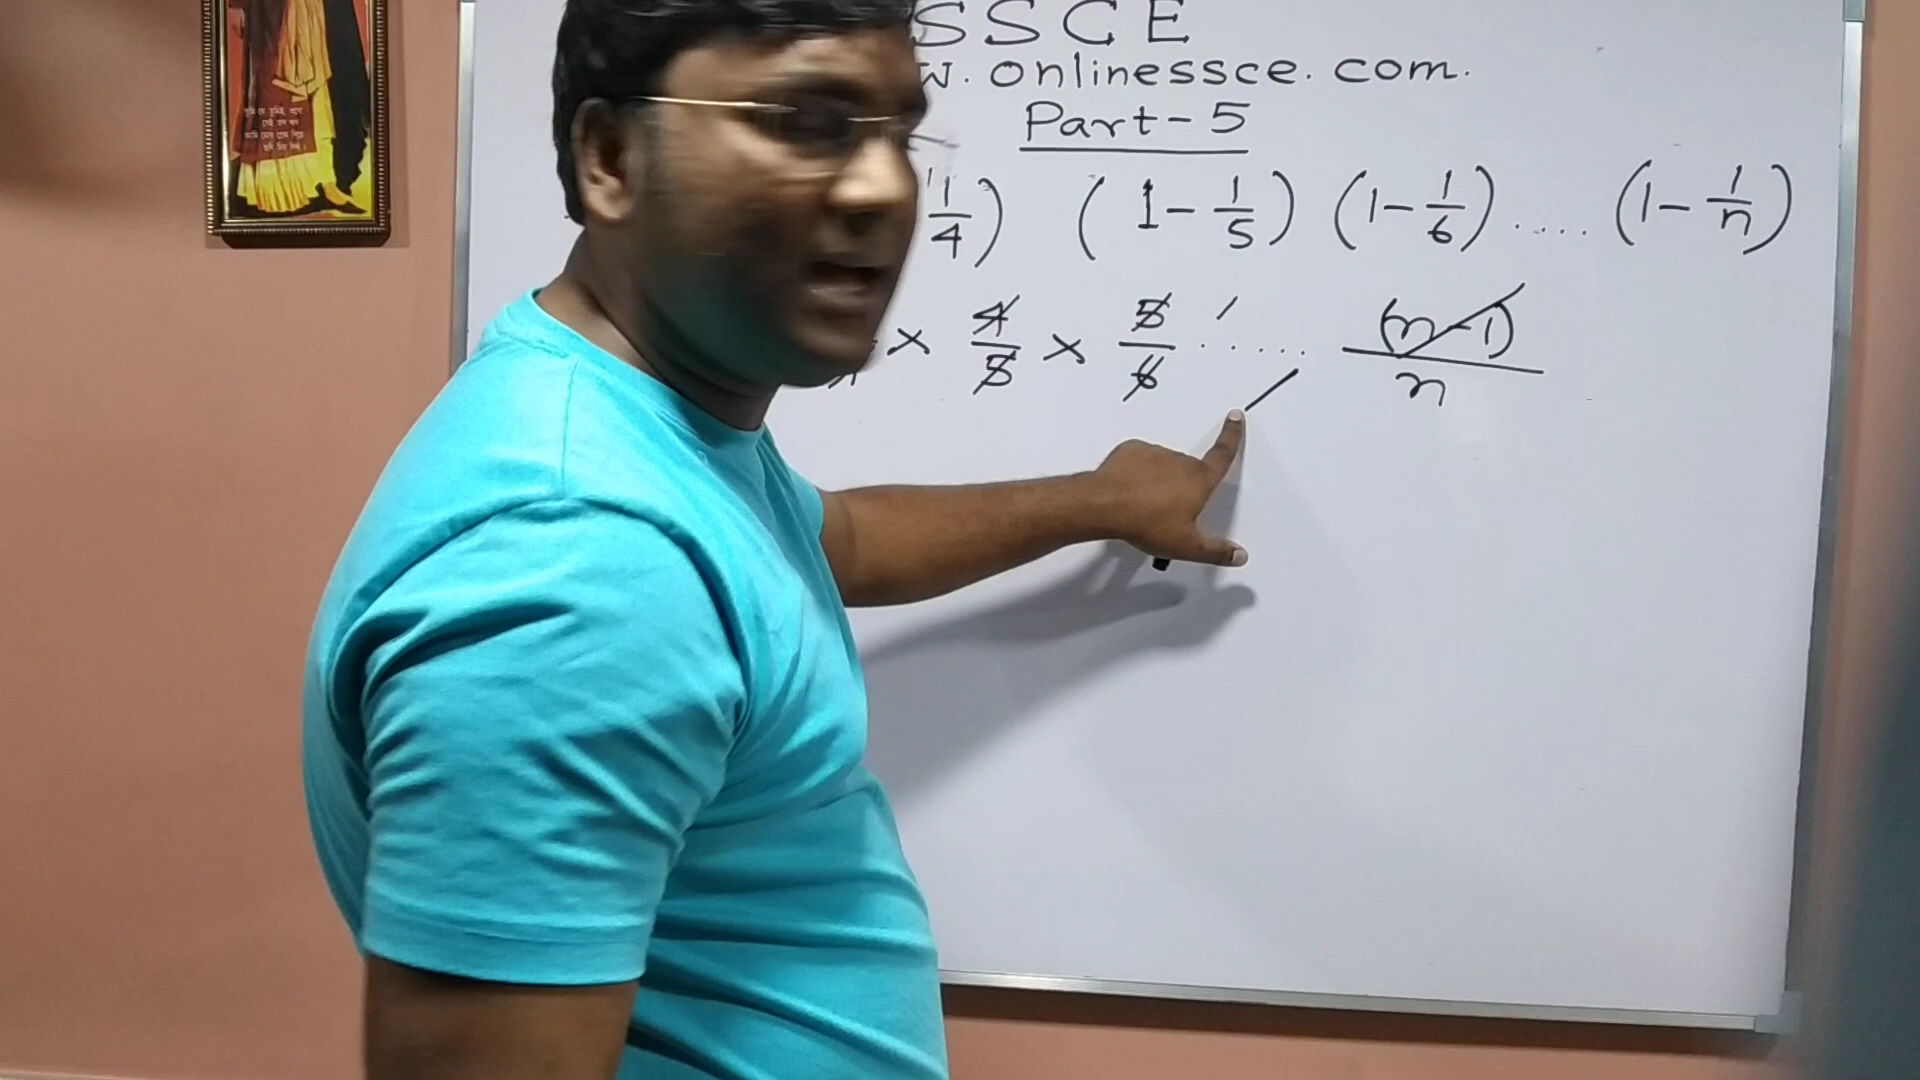 SSCE
w.onlinessce.com.
Part-5
1/4) (1-1/5) (1-1/6) .... (1-1/n)
× 4/5 × 5/6 ..... (n-1)/n